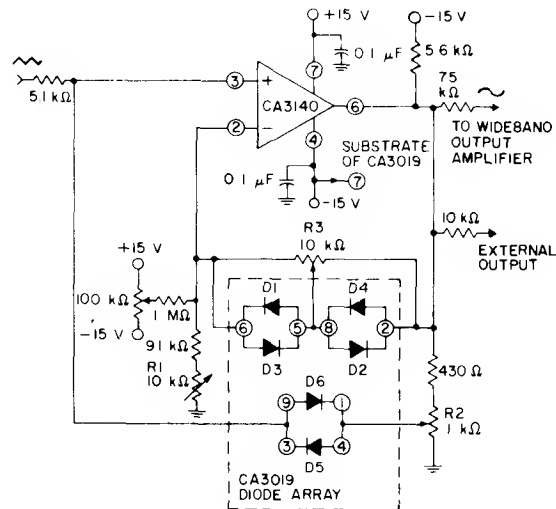 +15 V
-15 V
0.1 µF
5.6 kΩ
75
kΩ
7
3
+
CA3140
6
5.1 kΩ
2
–
4
TO WIDEBAND
OUTPUT
AMPLIFIER
SUBSTRATE
OF CA3019
0.1 µF
7
-15 V
R3
10 kΩ
10 kΩ
EXTERNAL
OUTPUT
+15 V
D1
D4
100 kΩ
1 MΩ
6
5
8
2
-15 V
D3
D2
91 kΩ
R1
10 kΩ
430 Ω
D6
9
1
R2
1 kΩ
3
4
D5
CA3019
DIODE ARRAY